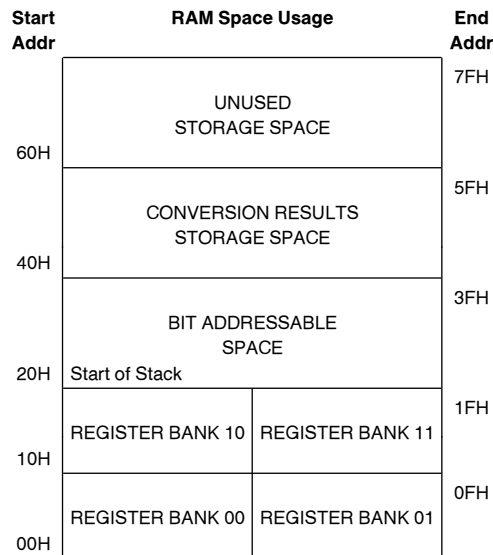 Start Addr
RAM Space Usage
End Addr
7FH
UNUSED
STORAGE SPACE
60H
5FH
CONVERSION RESULTS
STORAGE SPACE
40H
3FH
BIT ADDRESSABLE
SPACE
20H
Start of Stack
1FH
REGISTER BANK 10
REGISTER BANK 11
10H
0FH
REGISTER BANK 00
REGISTER BANK 01
00H